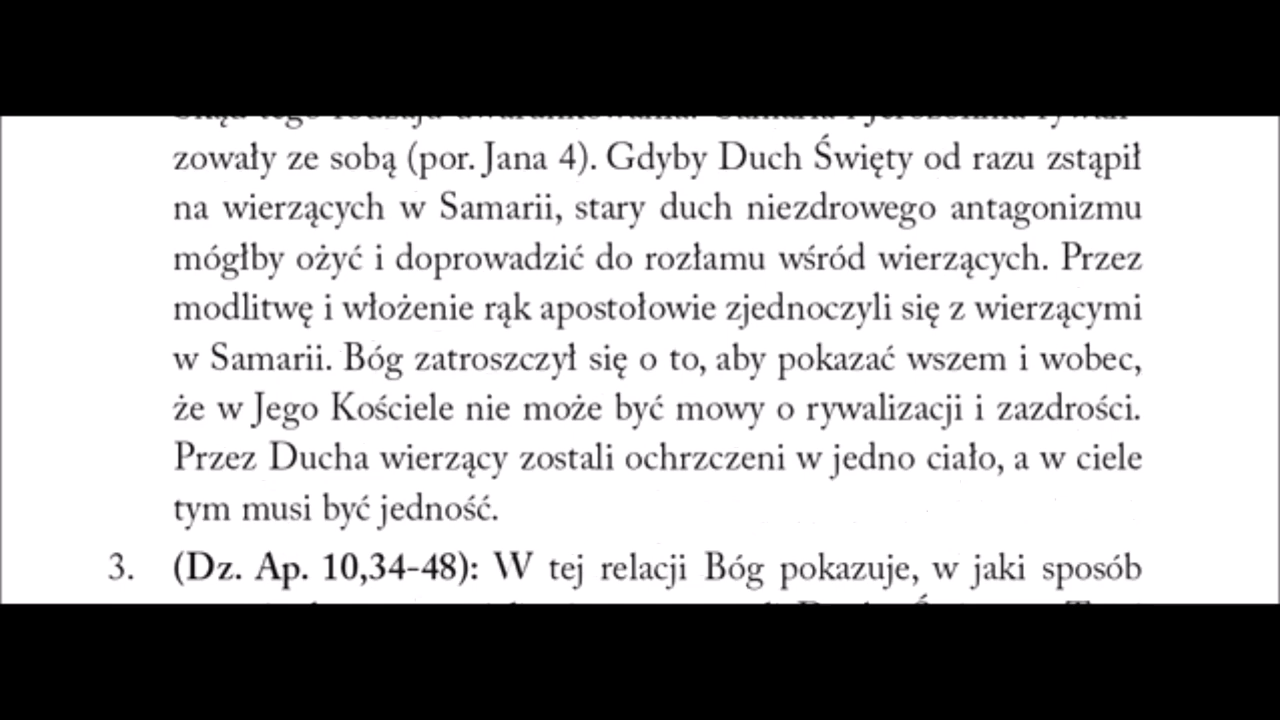 zowały ze sobą (por. Jana 4). Gdyby Duch Święty od razu zstąpił
na wierzących w Samarii, stary duch niezdrowego antagonizmu
mógłby ożyć i doprowadzić do rozłamu wśród wierzących. Przez
modlitwę i włożenie rąk apostołowie zjednoczyli się z wierzącymi
w Samarii. Bóg zatroszczył się o to, aby pokazać wszem i wobec,
że w Jego Kościele nie może być mowy o rywalizacji i zazdrości.
Przez Ducha wierzący zostali ochrzczeni w jedno ciało, a w ciele
tym musi być jedność.
3. (Dz. Ap. 10,34-48): W tej relacji Bóg pokazuje, w jaki sposób